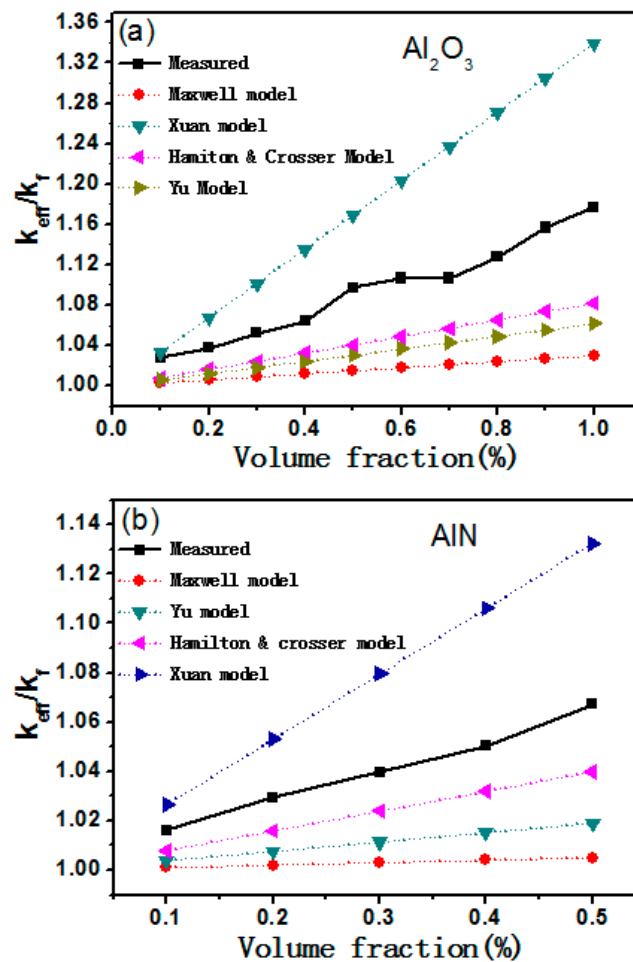 (a)
Al2O3
Measured
Maxwell model
Xuan model
Hamiton & Crosser Model
Yu Model
keff/kf
1.36
1.32
1.28
1.24
1.20
1.16
1.12
1.08
1.04
1.00
0.0
0.2
0.4
0.6
0.8
1.0
Volume fraction(%)
(b)
AlN
Measured
Maxwell model
Yu model
Hamilton & crosser model
Xuan model
keff/kf
1.14
1.12
1.10
1.08
1.06
1.04
1.02
1.00
0.1
0.2
0.3
0.4
0.5
Volume fraction(%)